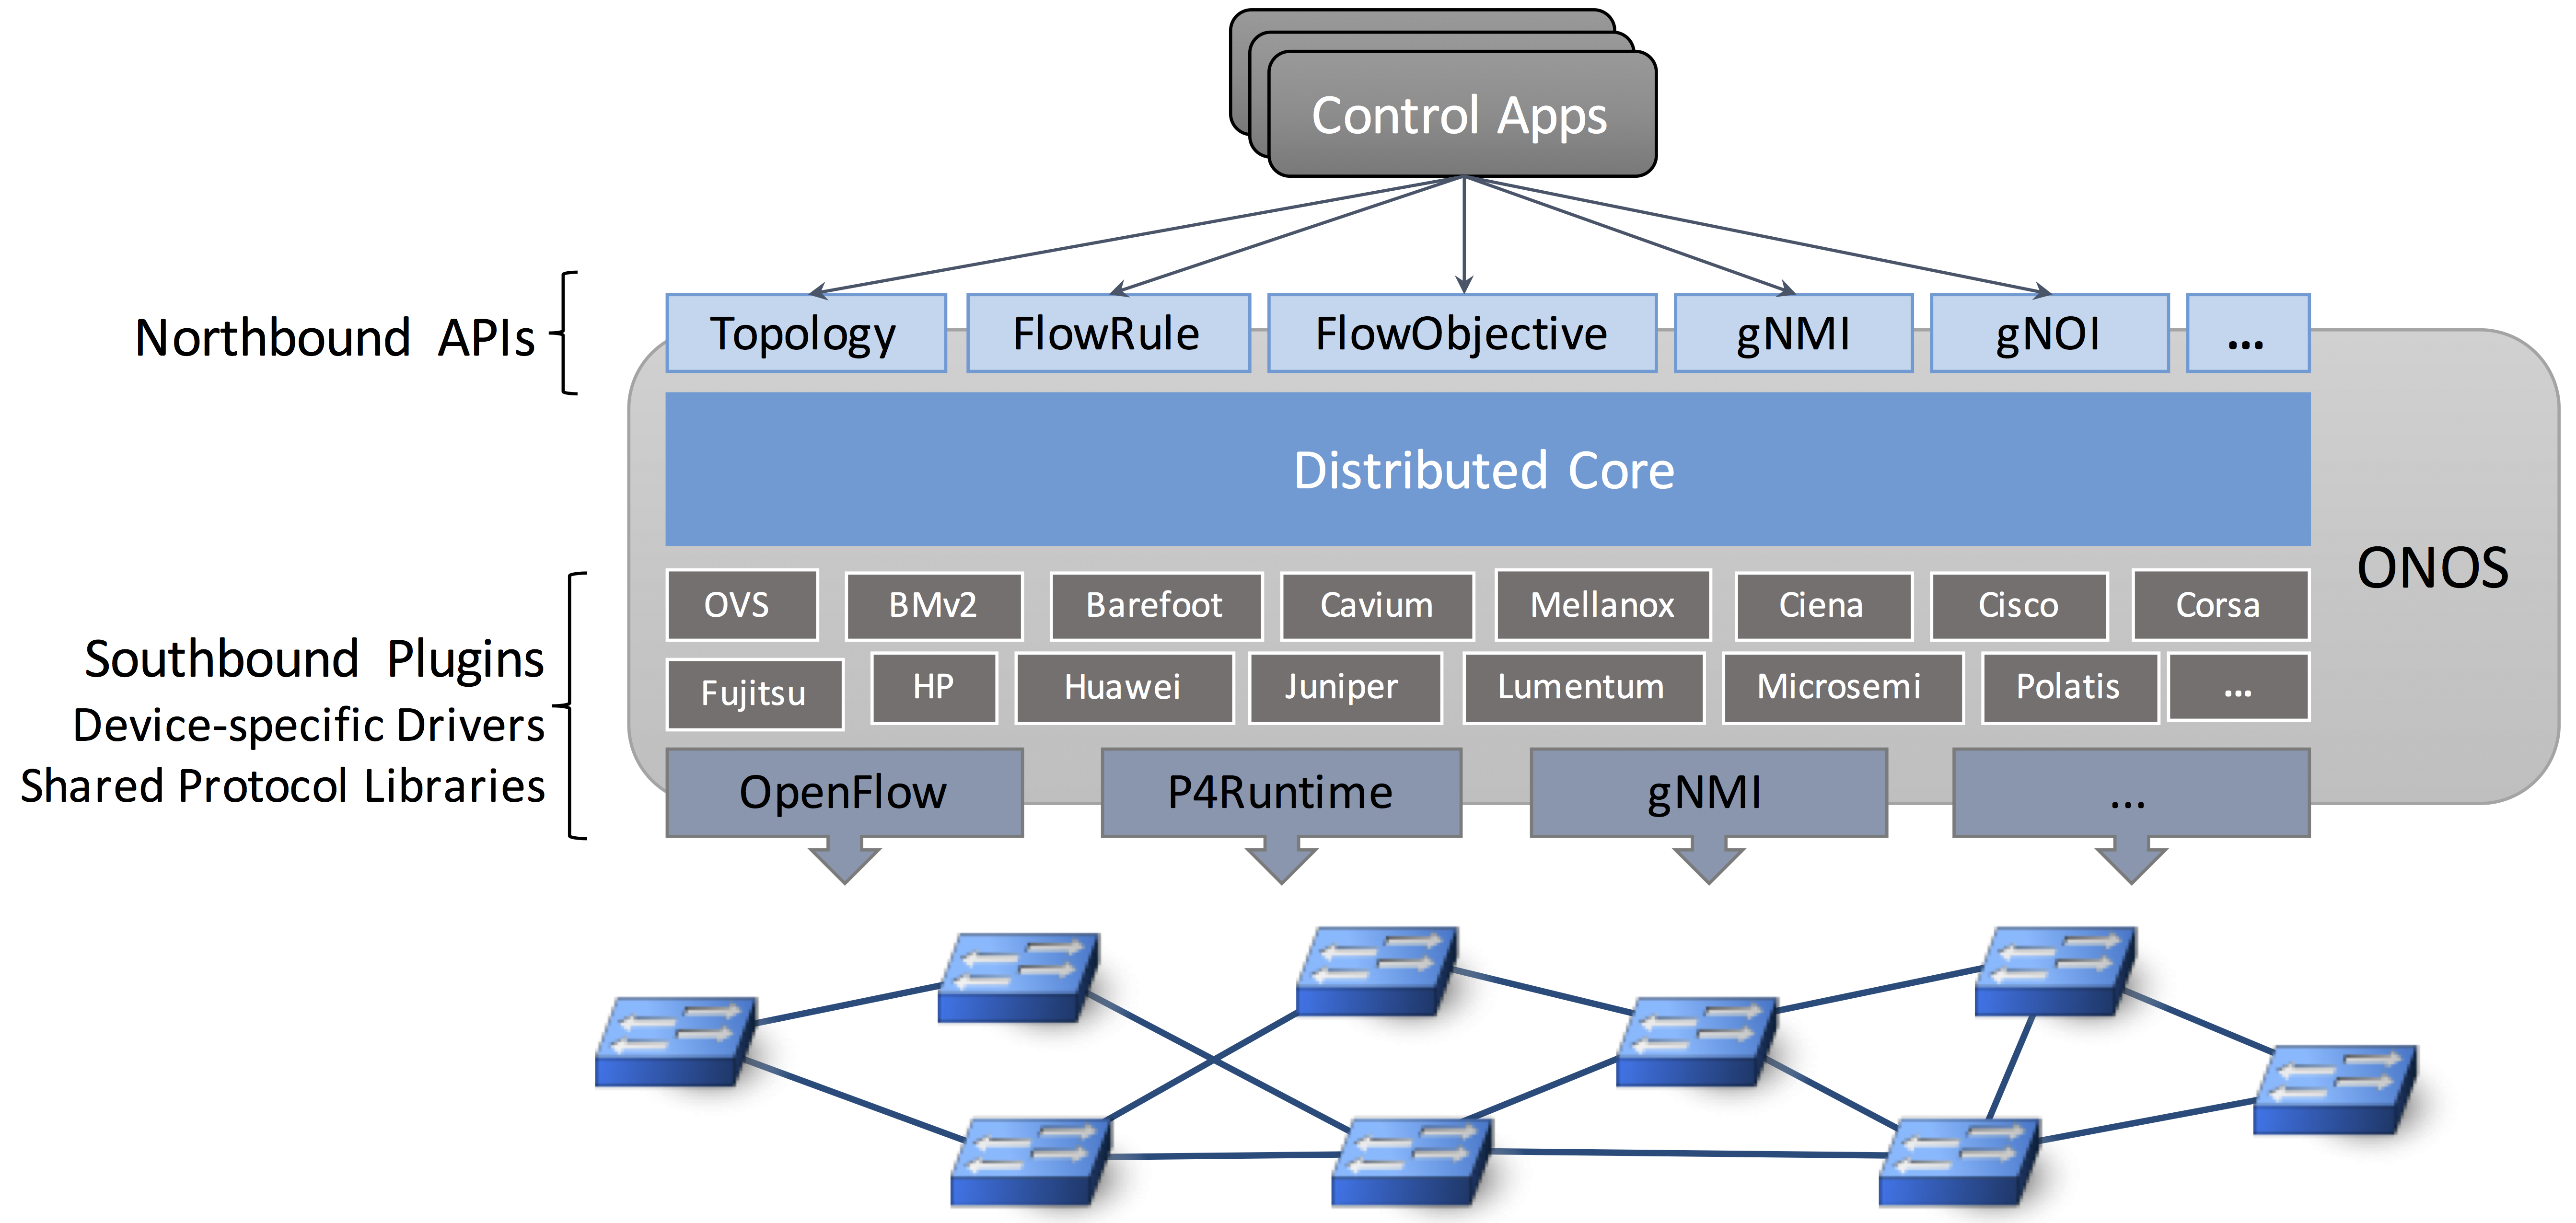 Control Apps
Northbound APIs
Topology
FlowRule
FlowObjective
gNMI
gNOI
...
Distributed Core
ONOS
OVS
BMv2
Barefoot
Cavium
Mellanox
Ciena
Cisco
Corsa
Southbound Plugins
Device-specific Drivers
Shared Protocol Libraries
Fujitsu
HP
Huawei
Juniper
Lumentum
Microsemi
Polatis
...
OpenFlow
P4Runtime
gNMI
...